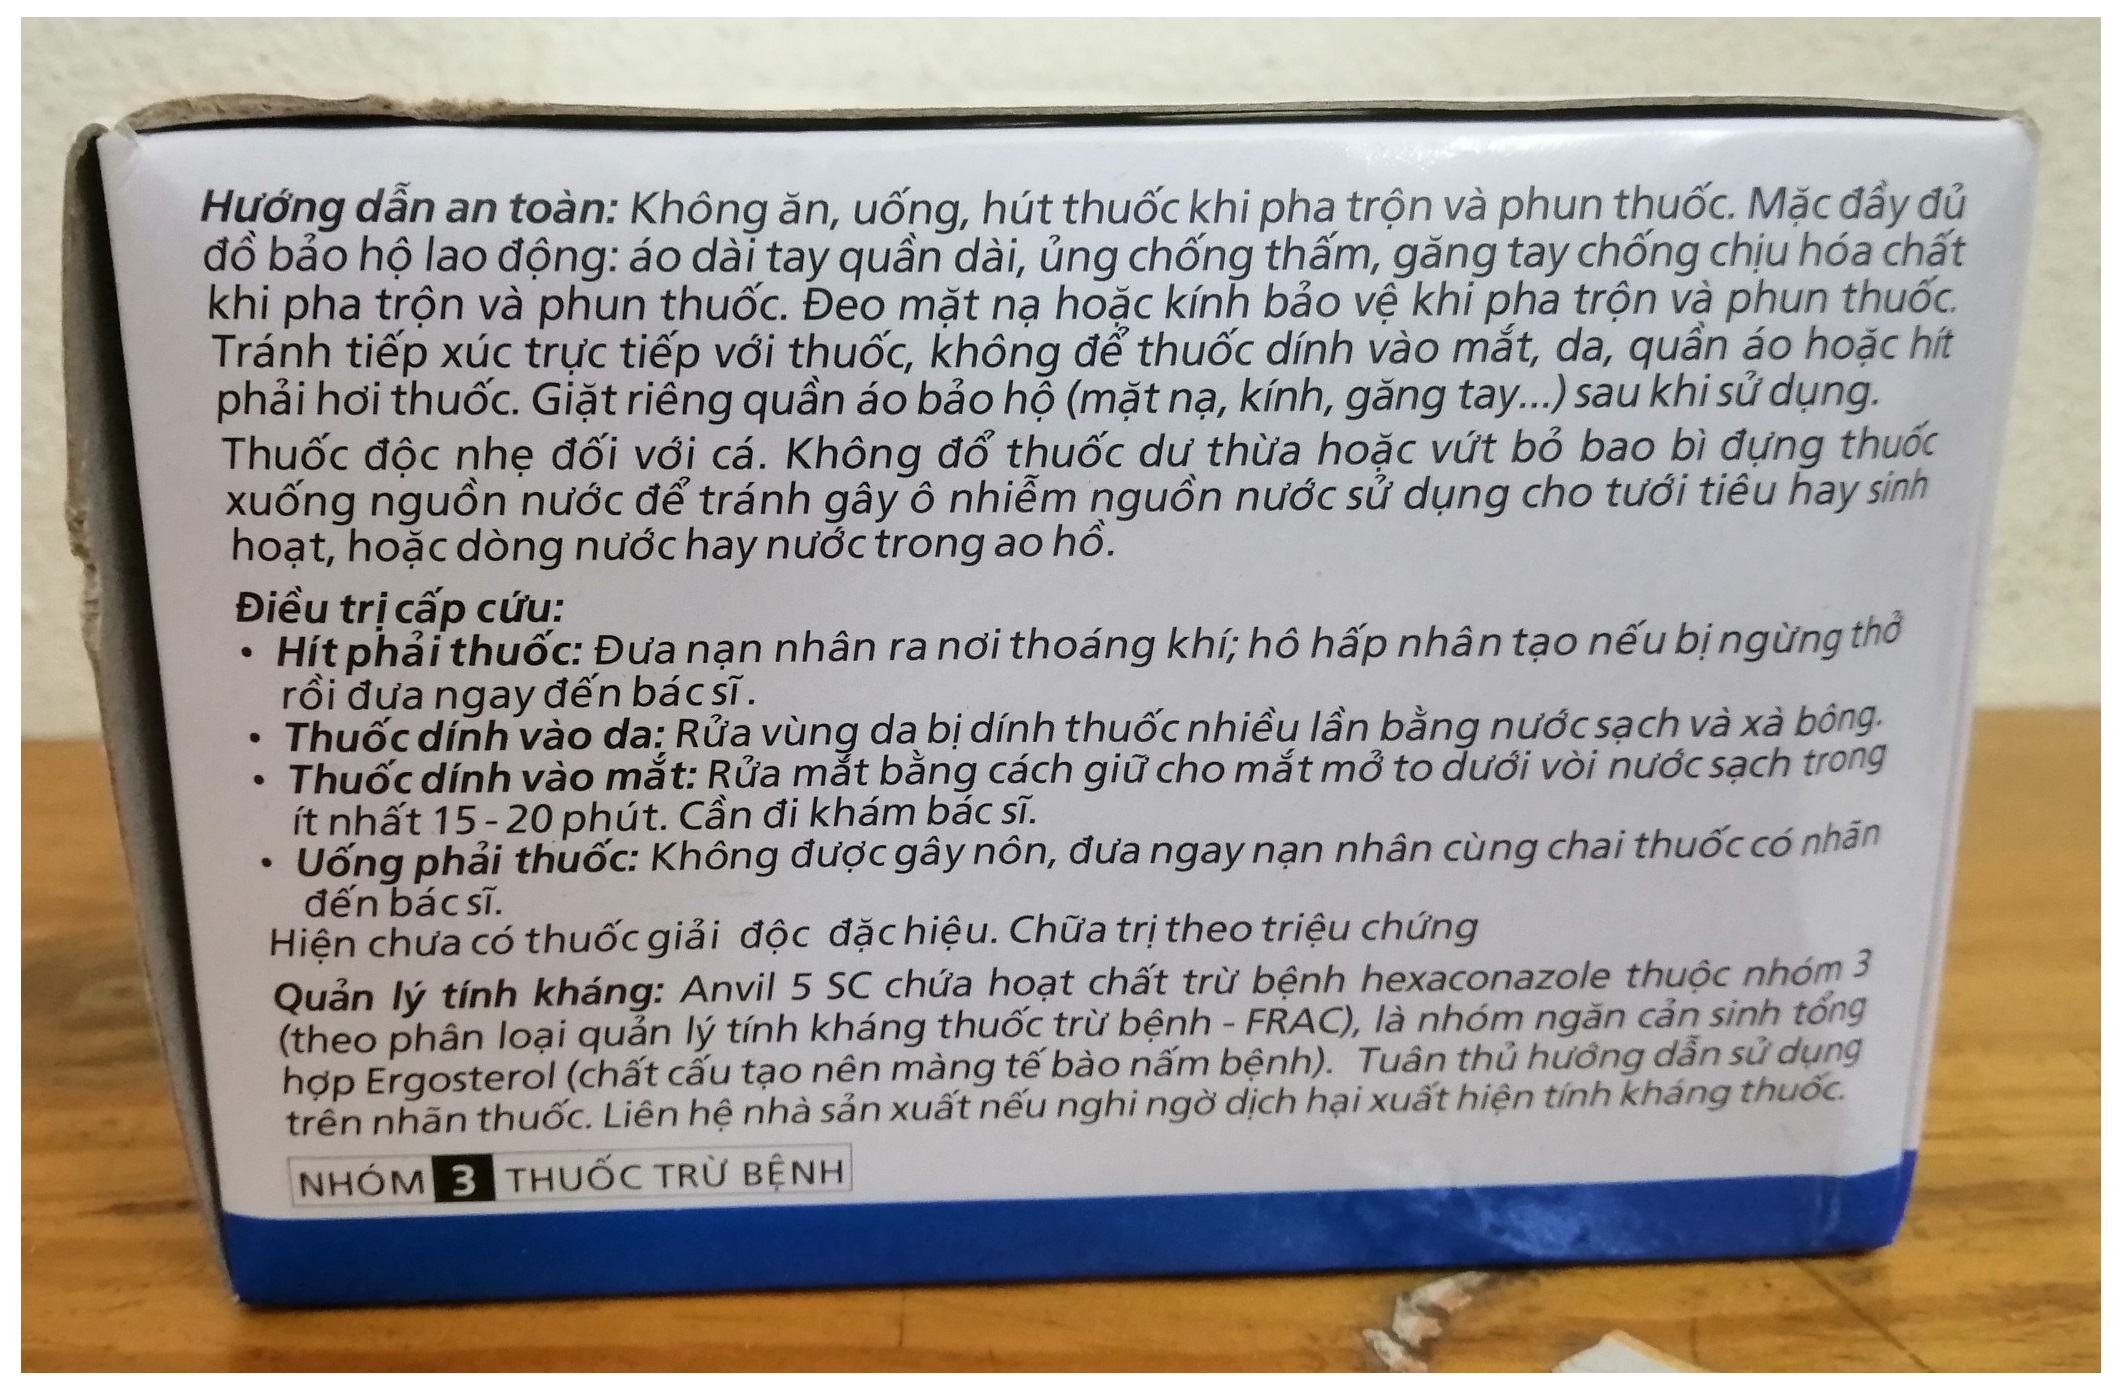 Hướng dẫn an toàn: Không ăn, uống, hút thuốc khi pha trộn và phun thuốc. Mặc đầy đủ
đồ bảo hộ lao động: áo dài tay quần dài, ủng chống thấm, găng tay chống chịu hóa chất
khi pha trộn và phun thuốc. Đeo mặt nạ hoặc kính bảo vệ khi pha trộn và phun thuốc.
Tránh tiếp xúc trực tiếp với thuốc, không để thuốc dính vào mắt, da, quần áo hoặc hít
phải hơi thuốc. Giặt riêng quần áo bảo hộ (mặt nạ, kính, găng tay...) sau khi sử dụng.
Thuốc độc nhẹ đối với cá. Không đổ thuốc dư thừa hoặc vứt bỏ bao bì đựng thuốc
xuống nguồn nước để tránh gây ô nhiễm nguồn nước sử dụng cho tưới tiêu hay sinh
hoạt, hoặc dòng nước hay nước trong ao hồ.
Điều trị cấp cứu:
• Hít phải thuốc: Đưa nạn nhân ra nơi thoáng khí; hô hấp nhân tạo nếu bị ngừng thở
rồi đưa ngay đến bác sĩ.
• Thuốc dính vào da: Rửa vùng da bị dính thuốc nhiều lần bằng nước sạch và xà bông.
• Thuốc dính vào mắt: Rửa mắt bằng cách giữ cho mắt mở to dưới vòi nước sạch trong
ít nhất 15 - 20 phút. Cần đi khám bác sĩ.
• Uống phải thuốc: Không được gây nôn, đưa ngay nạn nhân cùng chai thuốc có nhãn
đến bác sĩ.
Hiện chưa có thuốc giải độc đặc hiệu. Chữa trị theo triệu chứng
Quản lý tính kháng: Anvil 5 SC chứa hoạt chất trừ bệnh hexaconazole thuộc nhóm 3
(theo phân loại quản lý tính kháng thuốc trừ bệnh - FRAC), là nhóm ngăn cản sinh tổng
hợp Ergosterol (chất cấu tạo nên màng tế bào nấm bệnh). Tuân thủ hướng dẫn sử dụng
trên nhãn thuốc. Liên hệ nhà sản xuất nếu nghi ngờ dịch hại xuất hiện tính kháng thuốc.
NHÓM 3 THUỐC TRỪ BỆNH